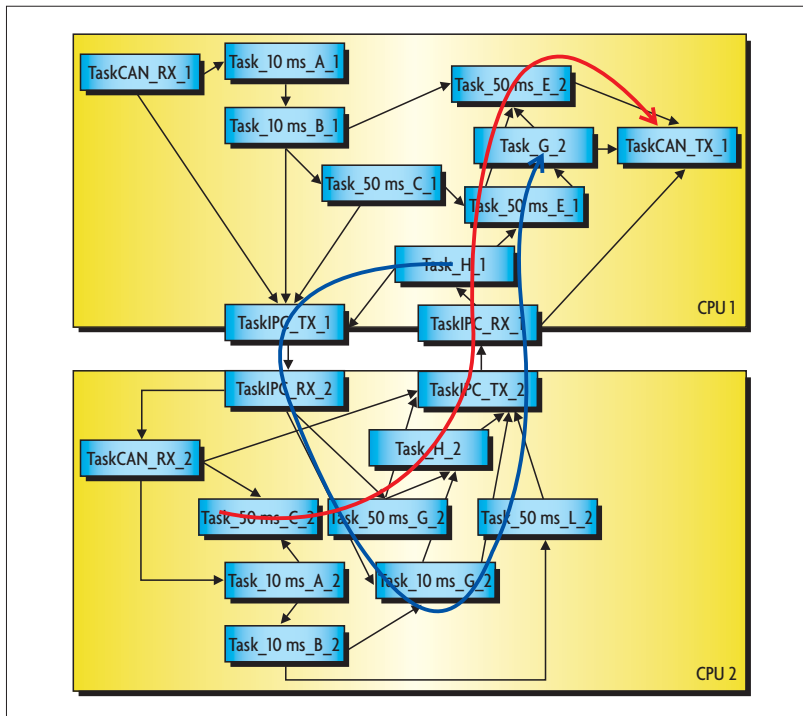 TaskCAN_RX_1
Task_10 ms_A_1
Task_50 ms_E_2
Task_10 ms_B_1
Task_G_2
TaskCAN_TX_1
Task_50 ms_C_1
Task_50 ms_E_1
Task_H_1
CPU 1
TaskIPC_TX_1
TaskIPC_RX_1
TaskIPC_RX_2
TaskIPC_TX_2
TaskCAN_RX_2
Task_H_2
Task_50 ms_C_2
Task_50 ms_G_2
Task_50 ms_L_2
Task_10 ms_A_2
Task_10 ms_G_2
Task_10 ms_B_2
CPU 2